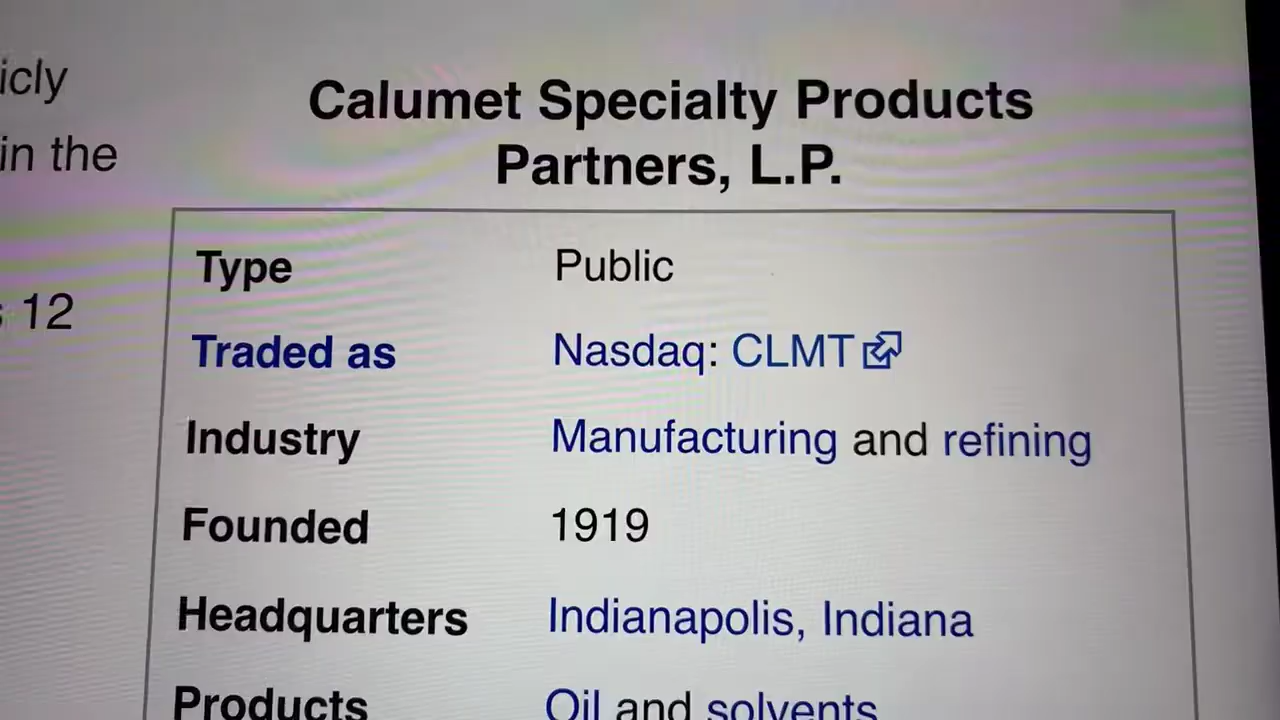 icly
in the
12
Calumet Specialty Products
Partners, L.P.
Type Public
Traded as Nasdaq: CLMT
Industry Manufacturing and refining
Founded 1919
Headquarters Indianapolis, Indiana
Products Oil and solvents